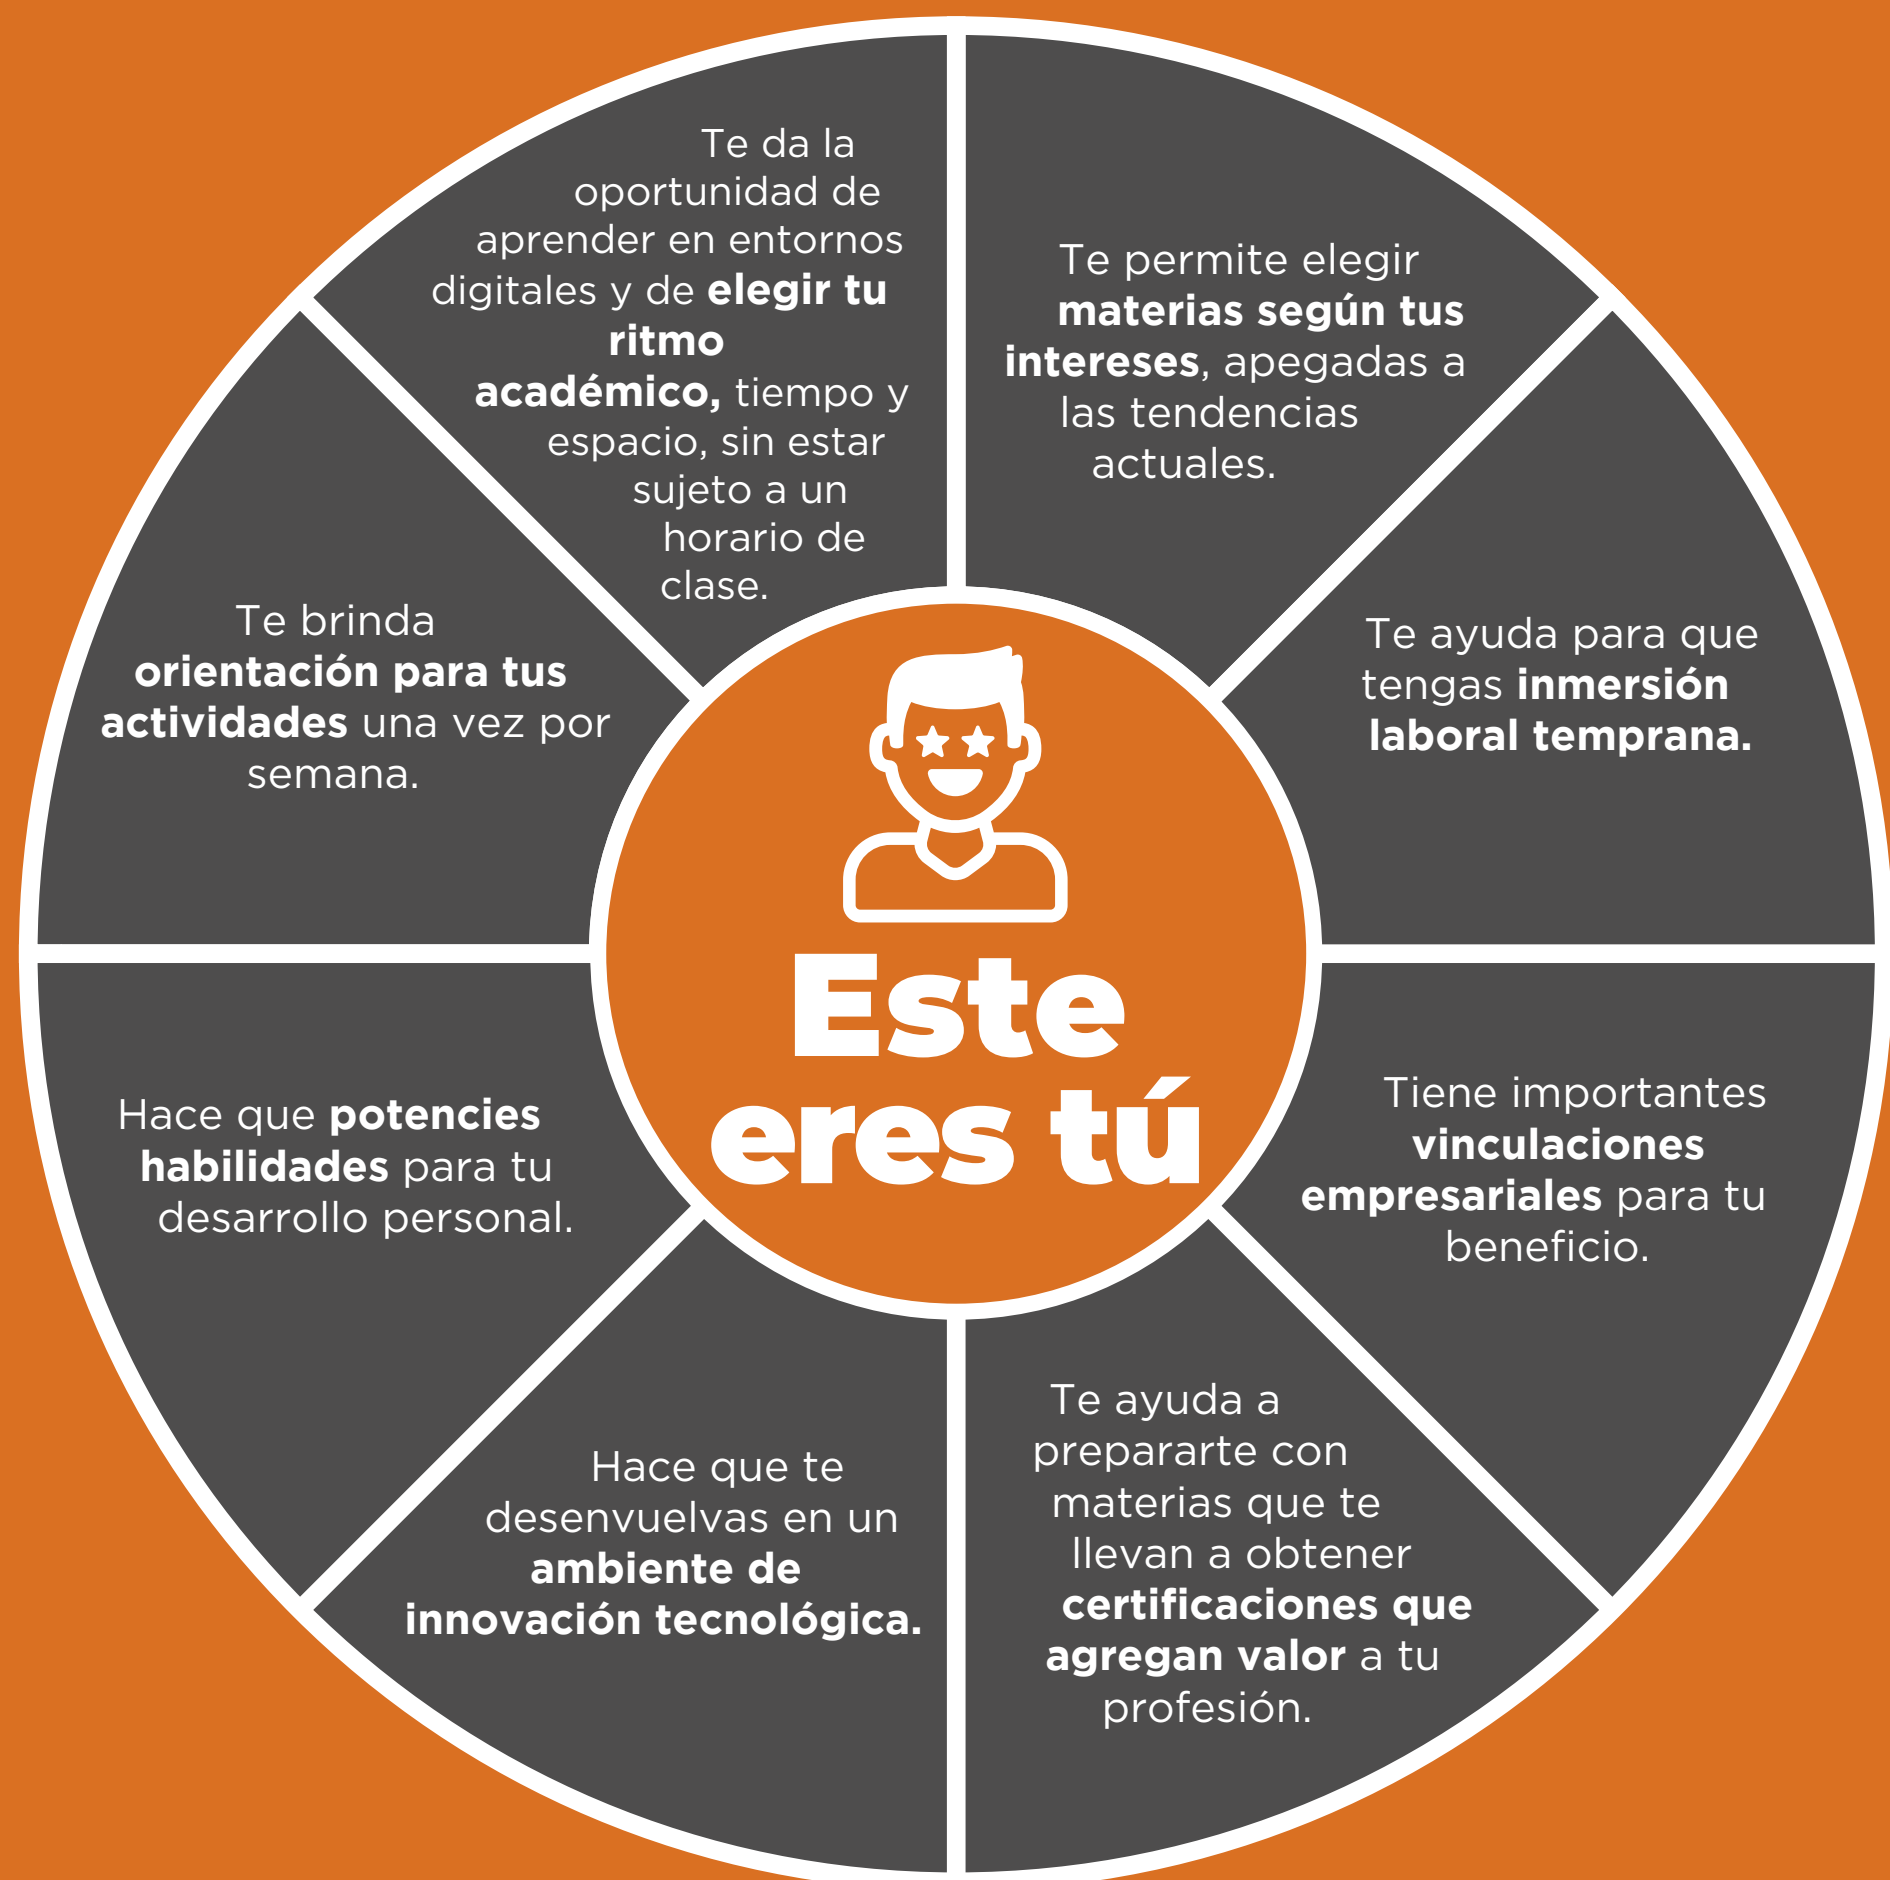 Te da la
oportunidad de
aprender en entornos
digitales y de elegir tu
ritmo
académico, tiempo y
espacio, sin estar
sujeto a un
horario de
clase.
Te permite elegir
materias según tus
intereses, apegadas a
las tendencias
actuales.
Te ayuda para que
tengas inmersión
laboral temprana.
Tiene importantes
vinculaciones
empresariales para tu
beneficio.
Te ayuda a
prepararte con
materias que te
llevan a obtener
certificaciones que
agregan valor a tu
profesión.
Hace que te
desenvuelvas en un
ambiente de
innovación tecnológica.
Hace que potencies
habilidades para tu
desarrollo personal.
Te brinda
orientación para tus
actividades una vez por
semana.
Este
eres tú